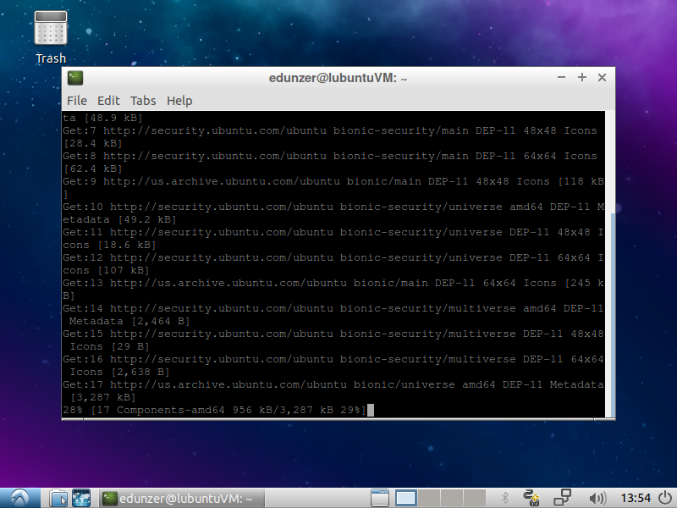 Trash
edunzer@lubuntuVM: ~
File Edit Tabs Help
ta [48.9 kB]
Get:7 http://security.ubuntu.com/ubuntu bionic-security/main DEP-11 48x48 Icons
[28.4 kB]
Get:8 http://security.ubuntu.com/ubuntu bionic-security/main DEP-11 64x64 Icons
[62.4 kB]
Get:9 http://us.archive.ubuntu.com/ubuntu bionic/main DEP-11 48x48 Icons [118 kB
]
Get:10 http://security.ubuntu.com/ubuntu bionic-security/universe amd64 DEP-11 M
etadata [49.2 kB]
Get:11 http://security.ubuntu.com/ubuntu bionic-security/universe DEP-11 48x48 I
cons [18.6 kB]
Get:12 http://security.ubuntu.com/ubuntu bionic-security/universe DEP-11 64x64 I
cons [107 kB]
Get:13 http://us.archive.ubuntu.com/ubuntu bionic/main DEP-11 64x64 Icons [245 k
B]
Get:14 http://security.ubuntu.com/ubuntu bionic-security/multiverse amd64 DEP-11
 Metadata [2,464 B]
Get:15 http://security.ubuntu.com/ubuntu bionic-security/multiverse DEP-11 48x48
 Icons [29 B]
Get:16 http://security.ubuntu.com/ubuntu bionic-security/multiverse DEP-11 64x64
 Icons [2,638 B]
Get:17 http://us.archive.ubuntu.com/ubuntu bionic/universe amd64 DEP-11 Metadata
 [3,287 kB]
28% [17 Components-amd64 956 kB/3,287 kB 29%]
edunzer@lubuntuVM: ~
13:54